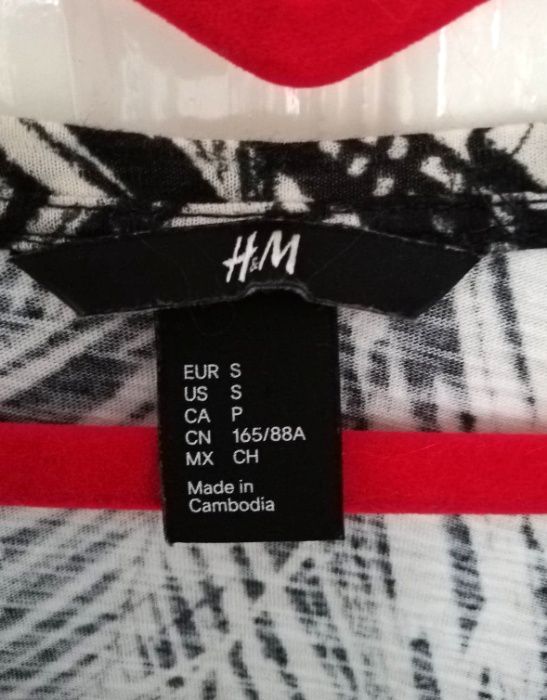 H&M
EUR S
US S
CA P
CN 165/88A
MX CH
Made in
Cambodia